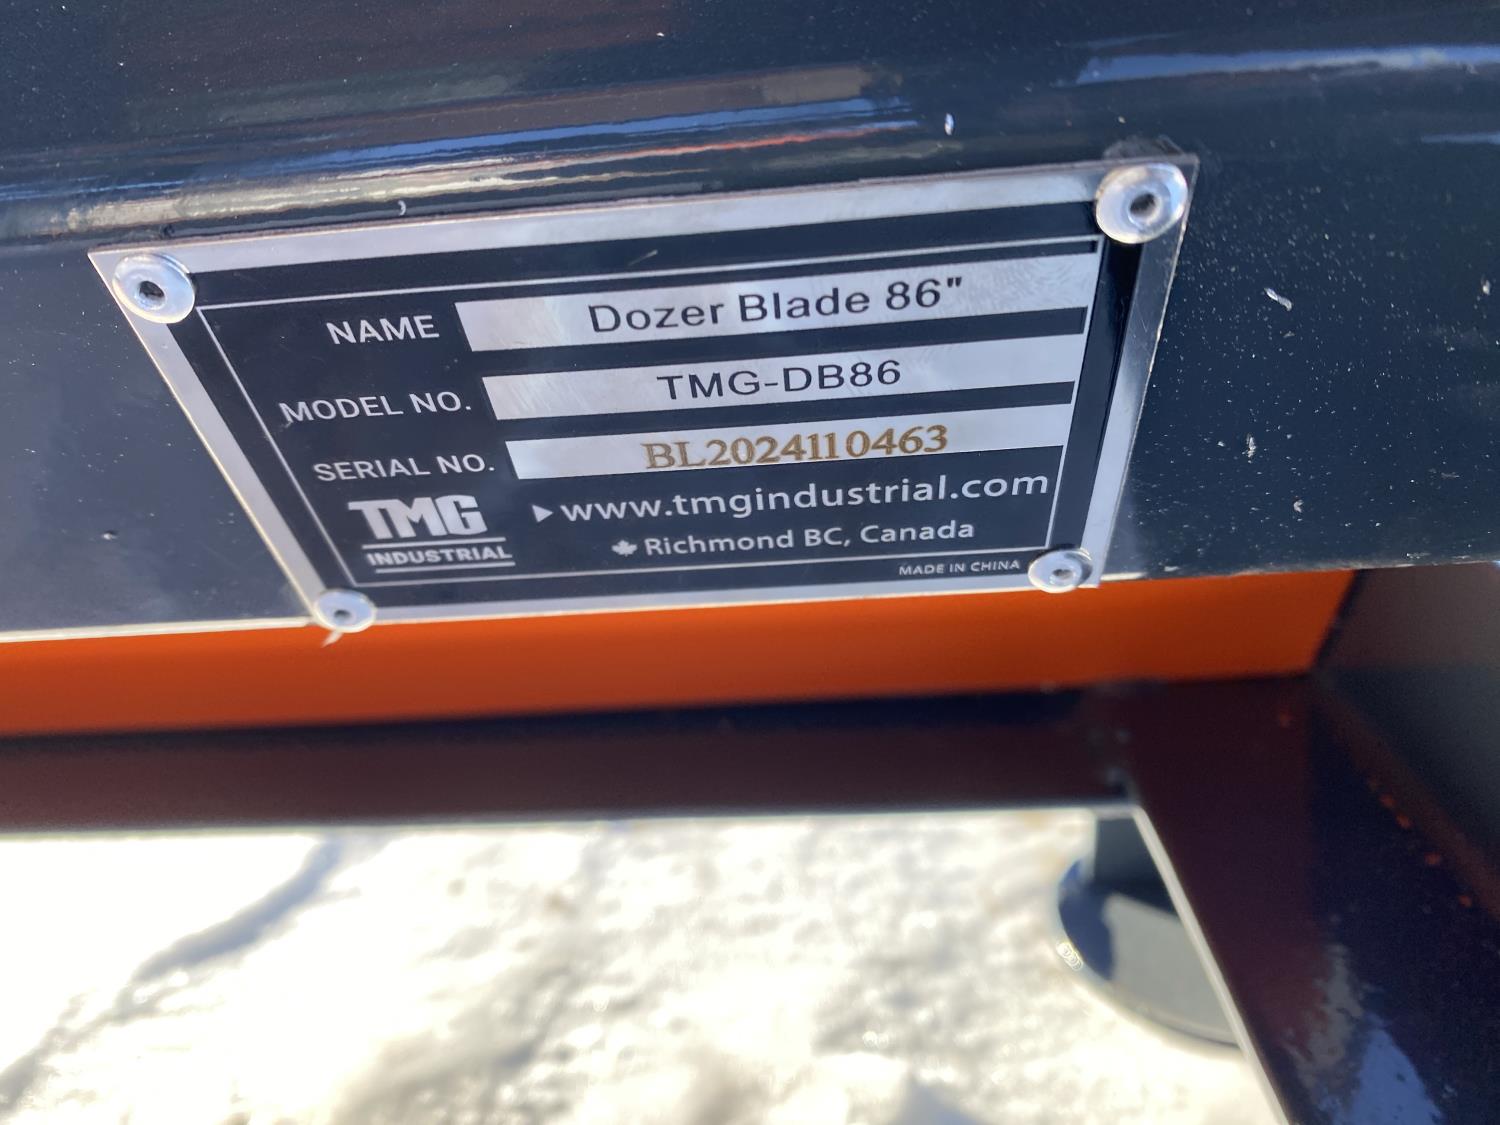 NAME Dozer Blade 86"
MODEL NO. TMG-DB86
SERIAL NO. BL2024110463
TMG
INDUSTRIAL
www.tmgindustrial.com
Richmond BC, Canada
MADE IN CHINA